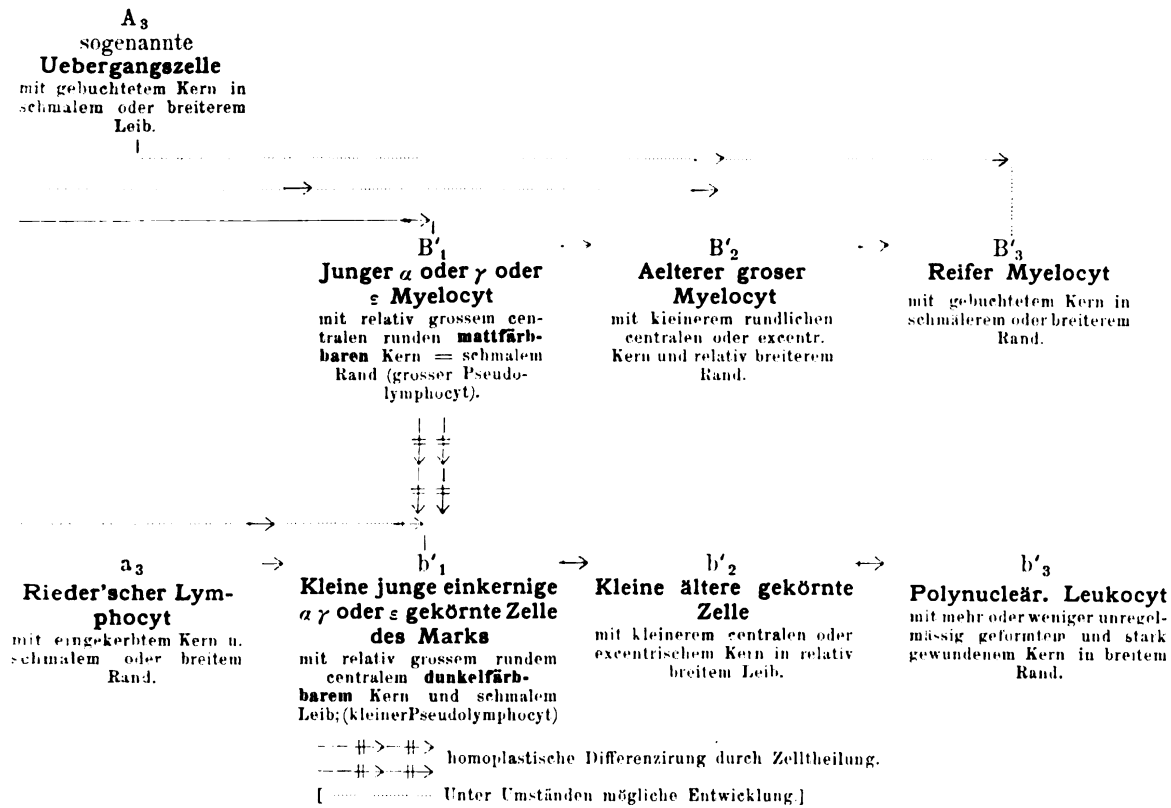 A3
sogenannte
Uebergangszelle
mit gebuchtetem Kern in
schmalem oder breiterem
Leib.
B′1
Junger α oder γ oder
ε Myelocyt
mit relativ grossem cen-
tralen runden mattfärb-
baren Kern = schmalem
Rand (grosser Pseudo-
lymphocyt).
B′2
Aelterer groser
Myelocyt
mit kleinerem rundlichen
centralen oder excentr.
Kern und relativ breiterem
Rand.
B′3
Reifer Myelocyt
mit gebuchtetem Kern in
schmälerem oder breiterem
Rand.
a3
Rieder'scher Lym-
phocyt
mit eingekerbtem Kern u.
schmalem oder breitem
Rand.
b′1
Kleine junge einkernige
α γ oder ε gekörnte Zelle
des Marks
mit relativ grossem rundem
centralem dunkelfärb-
barem Kern und schmalem
Leib; (kleiner Pseudolymphocyt)
b′2
Kleine ältere gekörnte
Zelle
mit kleinerem centralen oder
excentrischem Kern in relativ
breitem Leib.
b′3
Polynucleär. Leukocyt
mit mehr oder weniger unregel-
mässig geformtem und stark
gewundenem Kern in breitem
Rand.
homoplastische Differenzirung durch Zelltheilung.
[ Unter Umständen mögliche Entwicklung.]